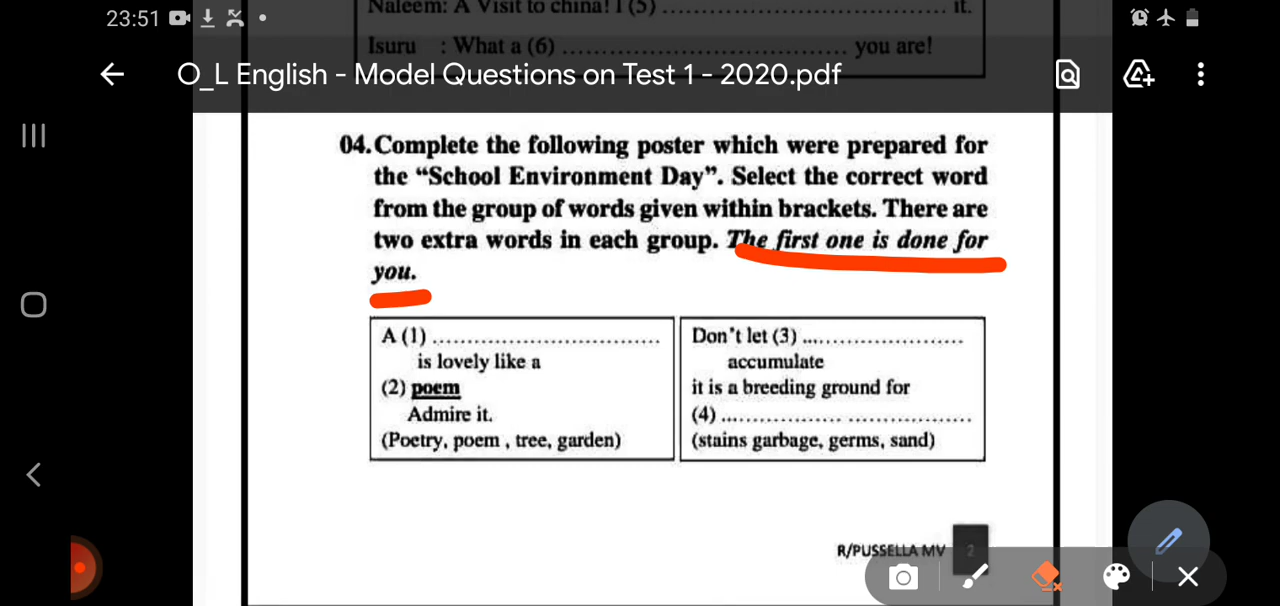 23:51
Naleem: A Visit to china! I (5) ........................................ it.
Isuru : What a (6) ........................................ you are!
O_L English - Model Questions on Test 1 - 2020.pdf
04. Complete the following poster which were prepared for
the “School Environment Day”. Select the correct word
from the group of words given within brackets. There are
two extra words in each group. The first one is done for
you.
A (1) .................................
is lovely like a
(2) poem
Admire it.
(Poetry, poem , tree, garden)
Don’t let (3) ........................
accumulate
it is a breeding ground for
(4) .................. ..................
(stains garbage, germs, sand)
R/PUSSELLA MV 2